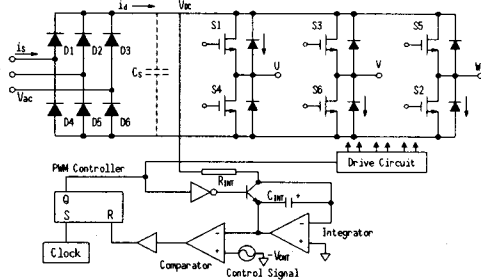 id
VDC
S1
S3
S5
is
D1
D2
D3
Cs
U
V
W
Vac
S4
S6
S2
D4
D5
D6
PWM Controller
RINT
Drive Circuit
CINT
+
Q
S
R
-
+
-
+
Integrator
Clock
-VCONT
Comparator
Control Signal